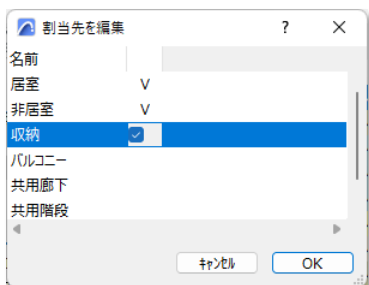 割当先を編集 ? ×
名前
居室 V
非居室 V
収納
バルコニー
共用廊下
共用階段
キャンセル OK